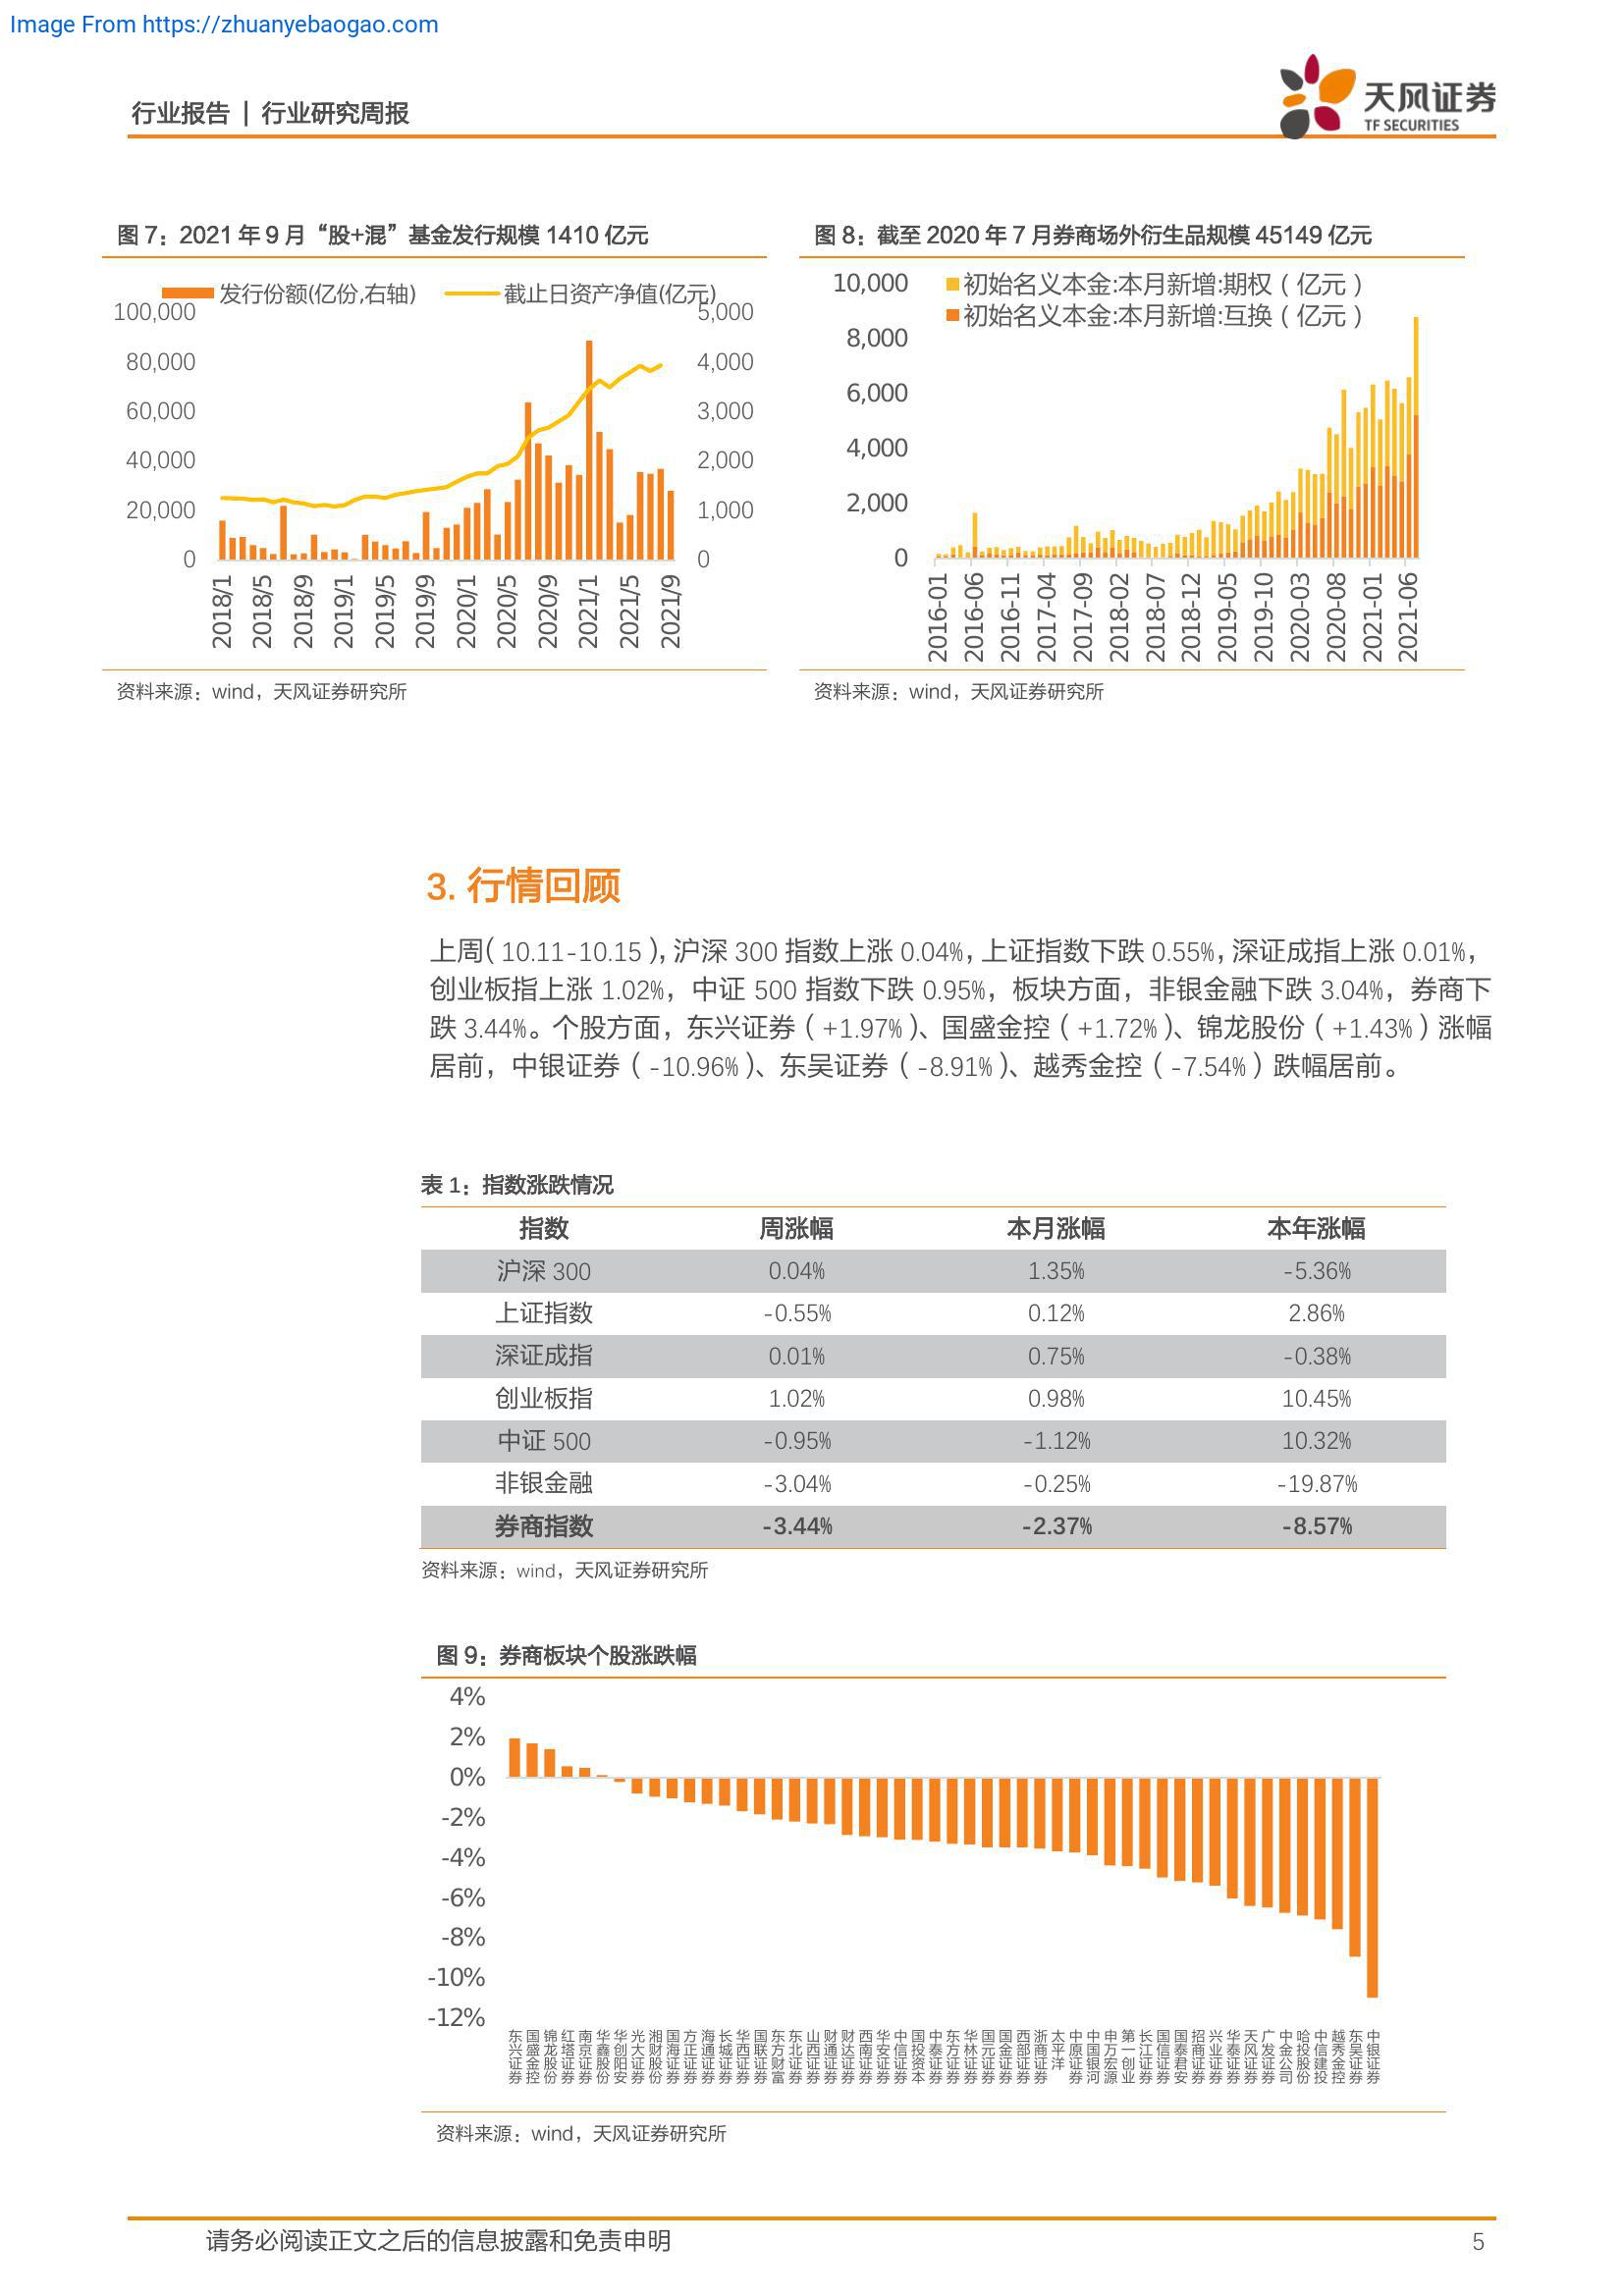 Image From https://zhuanyebaogao.com
行业报告 | 行业研究周报
天风证券
TF SECURITIES
图 7：2021 年 9 月“股+混”基金发行规模 1410 亿元
发行份额(亿份,右轴)
截止日资产净值(亿元)
100,000
80,000
60,000
40,000
20,000
0
5,000
4,000
3,000
2,000
1,000
0
2018/1
2018/5
2018/9
2019/1
2019/5
2019/9
2020/1
2020/5
2020/9
2021/1
2021/5
2021/9
资料来源：wind，天风证券研究所
图 8：截至 2020 年 7 月券商场外衍生品规模 45149 亿元
初始名义本金:本月新增:期权（亿元）
初始名义本金:本月新增:互换（亿元）
10,000
8,000
6,000
4,000
2,000
0
2016-01
2016-06
2016-11
2017-04
2017-09
2018-02
2018-07
2018-12
2019-05
2019-10
2020-03
2020-08
2021-01
2021-06
资料来源：wind，天风证券研究所
3. 行情回顾
上周（10.11-10.15），沪深 300 指数上涨 0.04%，上证指数下跌 0.55%，深证成指上涨 0.01%，
创业板指上涨 1.02%，中证 500 指数下跌 0.95%，板块方面，非银金融下跌 3.04%，券商下
跌 3.44%。个股方面，东兴证券（+1.97%）、国盛金控（+1.72%）、锦龙股份（+1.43%）涨幅
居前，中银证券（-10.96%）、东吴证券（-8.91%）、越秀金控（-7.54%）跌幅居前。
表 1：指数涨跌情况
指数 周涨幅 本月涨幅 本年涨幅
沪深 300 0.04% 1.35% -5.36%
上证指数 -0.55% 0.12% 2.86%
深证成指 0.01% 0.75% -0.38%
创业板指 1.02% 0.98% 10.45%
中证 500 -0.95% -1.12% 10.32%
非银金融 -3.04% -0.25% -19.87%
券商指数 -3.44% -2.37% -8.57%
资料来源：wind，天风证券研究所
图 9：券商板块个股涨跌幅
4%
2%
0%
-2%
-4%
-6%
-8%
-10%
-12%
东兴证券
国盛金控
锦龙股份
红塔证券
南京证券
华鑫股份
华创阳安
光大证券
湘财股份
国海证券
方正证券
海通证券
长城证券
华西证券
国联证券
东方财富
东北证券
山西证券
财通证券
财达证券
西南证券
华安证券
中信证券
国投资本
中泰证券
东方证券
华林证券
国元证券
国金证券
西部证券
浙商证券
太平洋
中原证券
中国银河
申万宏源
第一创业
长江证券
国信证券
国泰君安
招商证券
兴业证券
华泰证券
天风证券
广发证券
中金公司
哈投股份
中信建投
越秀金控
东吴证券
中银证券
资料来源：wind，天风证券研究所
请务必阅读正文之后的信息披露和免责申明
5